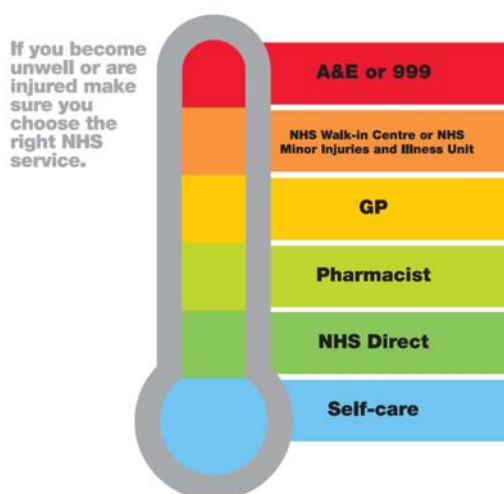 If you become
unwell or are
injured make
sure you
choose the
right NHS
service.
A&E or 999
NHS Walk-in Centre or NHS
Minor Injuries and Illness Unit
GP
Pharmacist
NHS Direct
Self-care